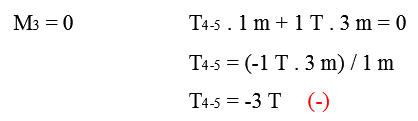 M3 = 0 T4-5 . 1 m + 1 T . 3 m = 0
T4-5 = (-1 T . 3 m) / 1 m
T4-5 = -3 T (-)